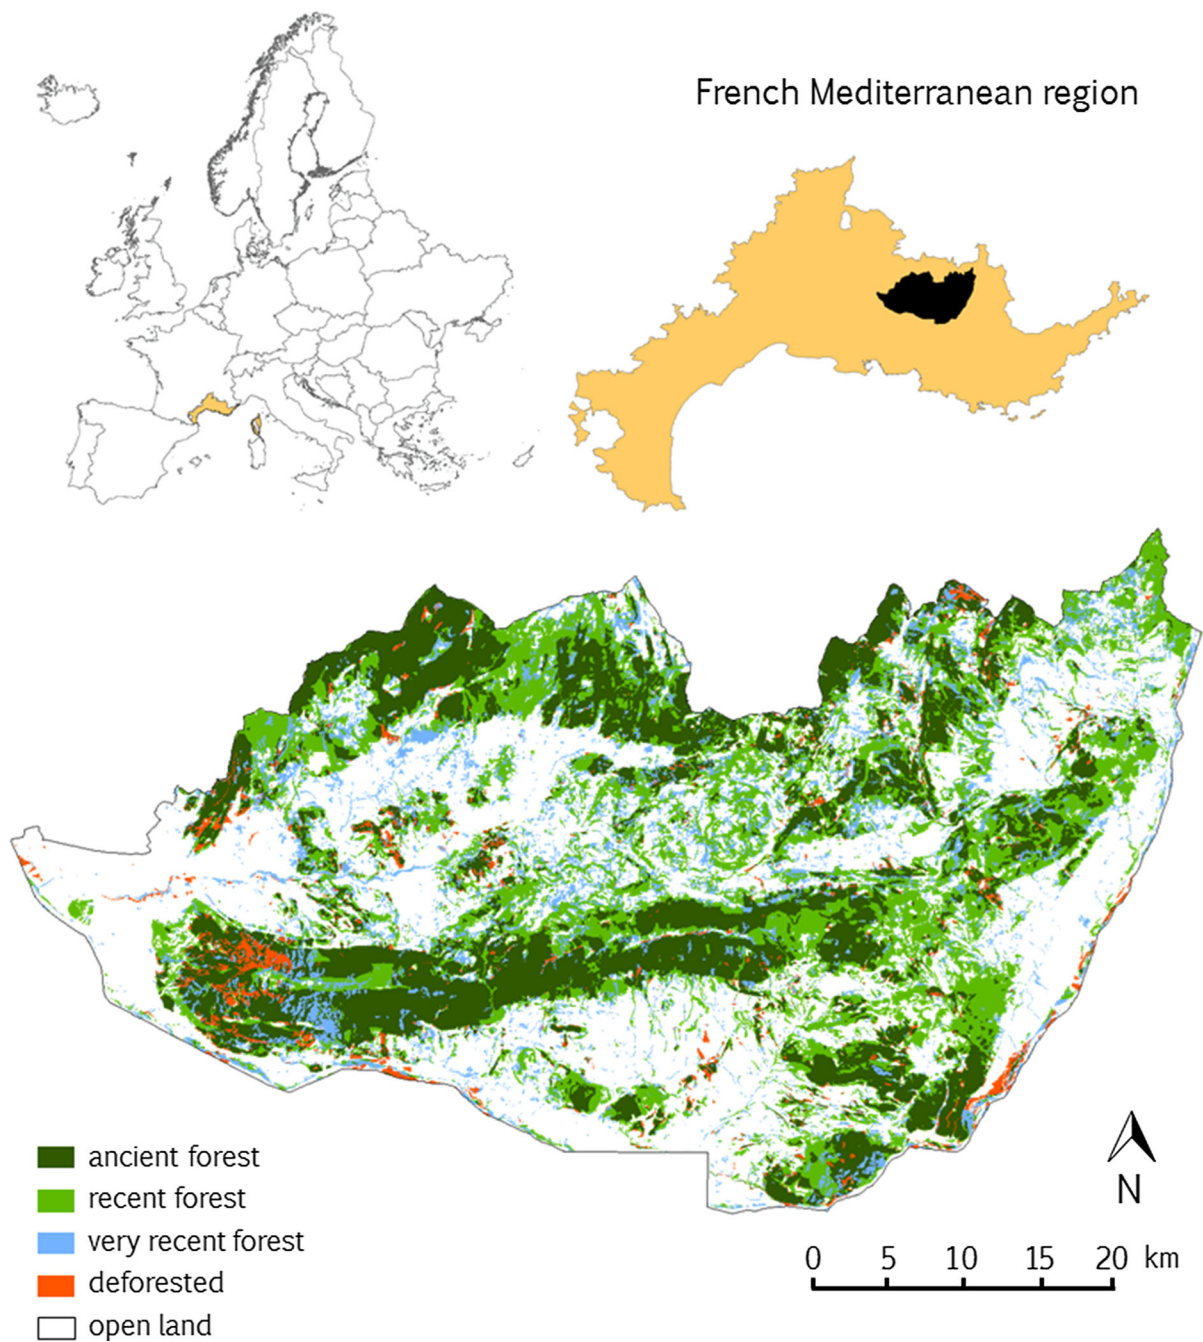 French Mediterranean region
ancient forest
recent forest
very recent forest
deforested
open land
N
0 5 10 15 20 km